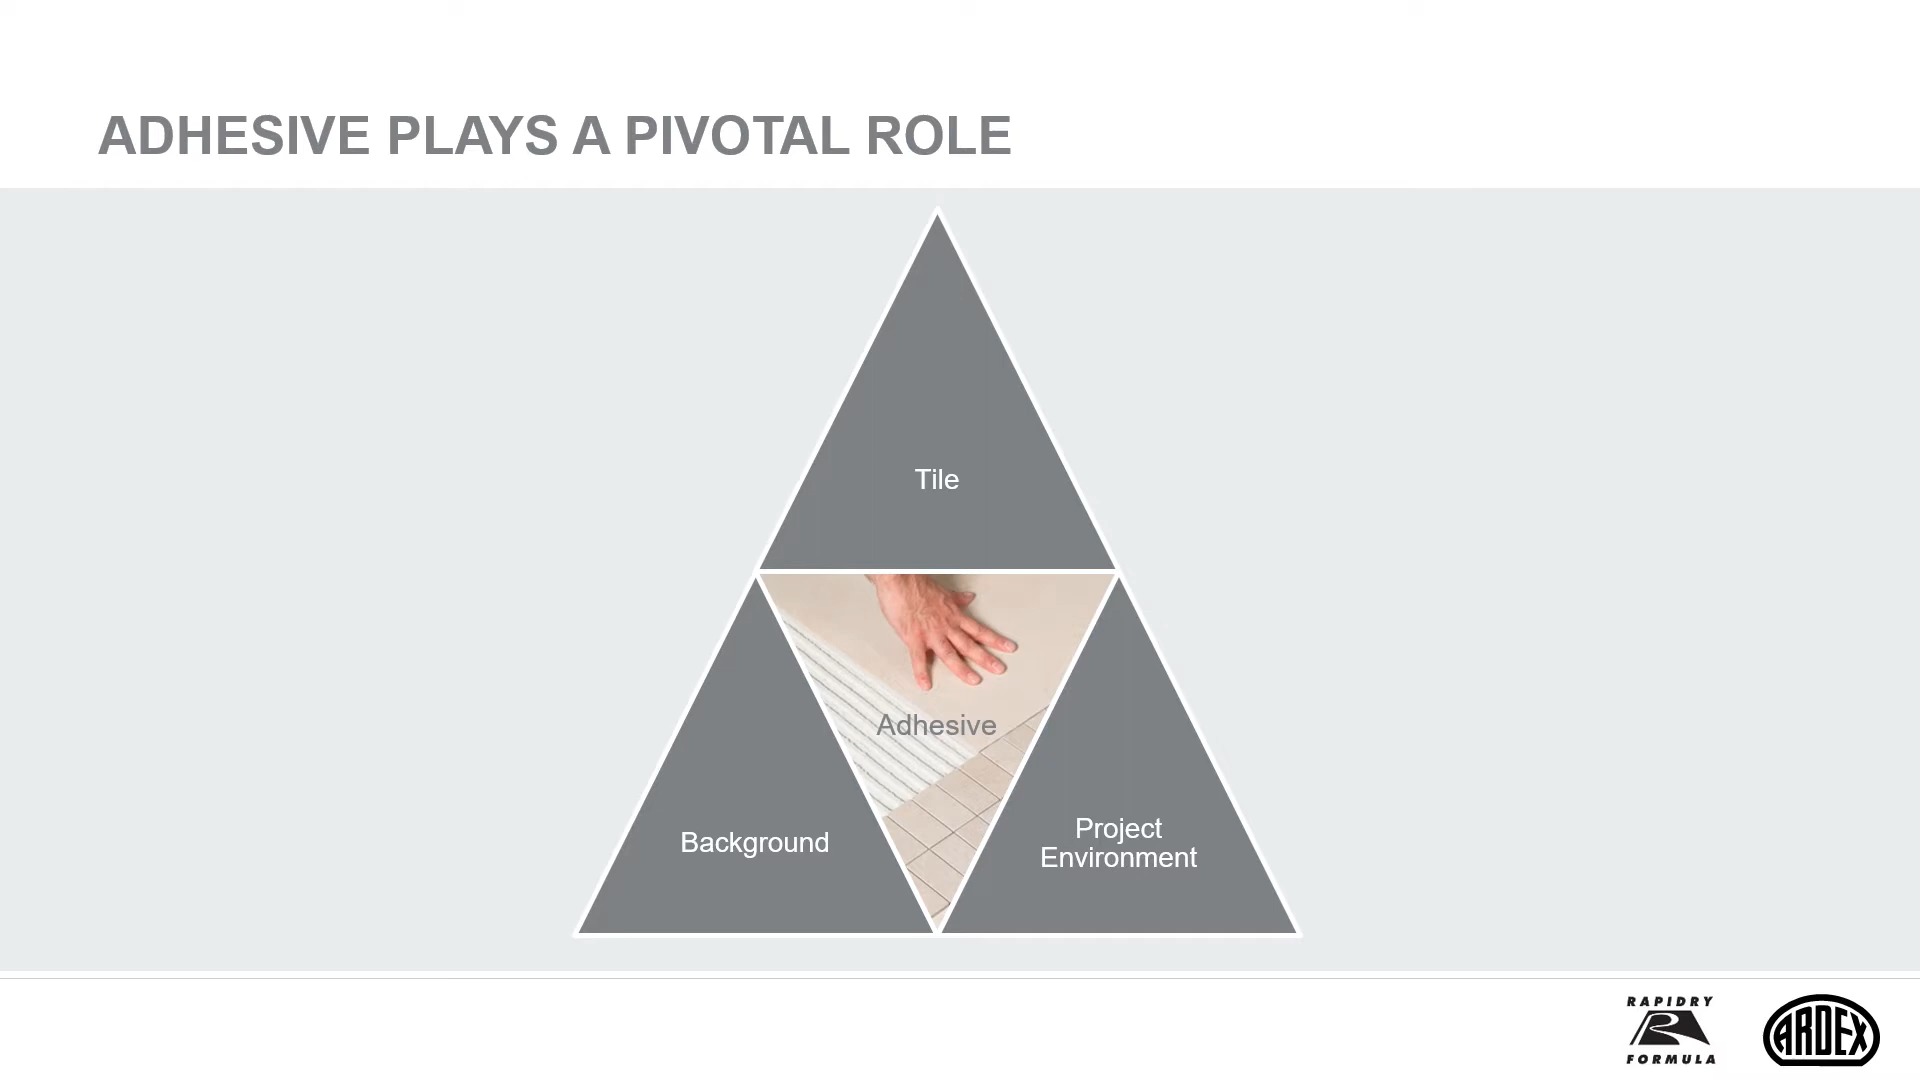 ADHESIVE PLAYS A PIVOTAL ROLE
Tile
Adhesive
Background
Project
Environment
RAPIDRY
R
FORMULA
ARDEX